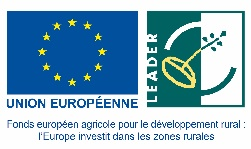 UNION EUROPÉENNE
LEADER
Fonds européen agricole pour le développement rural :
l'Europe investit dans les zones rurales